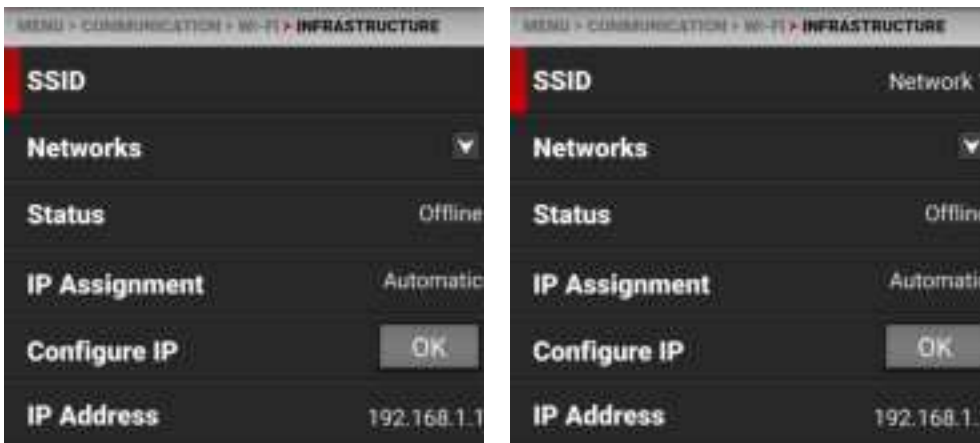 MENU > COMMUNICATION > WI-FI > INFRASTRUCTURE
SSID
Networks
Status Offline
IP Assignment Automatic
Configure IP OK
IP Address 192.168.1.1
MENU > COMMUNICATION > WI-FI > INFRASTRUCTURE
SSID Network
Networks
Status Offline
IP Assignment Automati
Configure IP OK
IP Address 192.168.1.